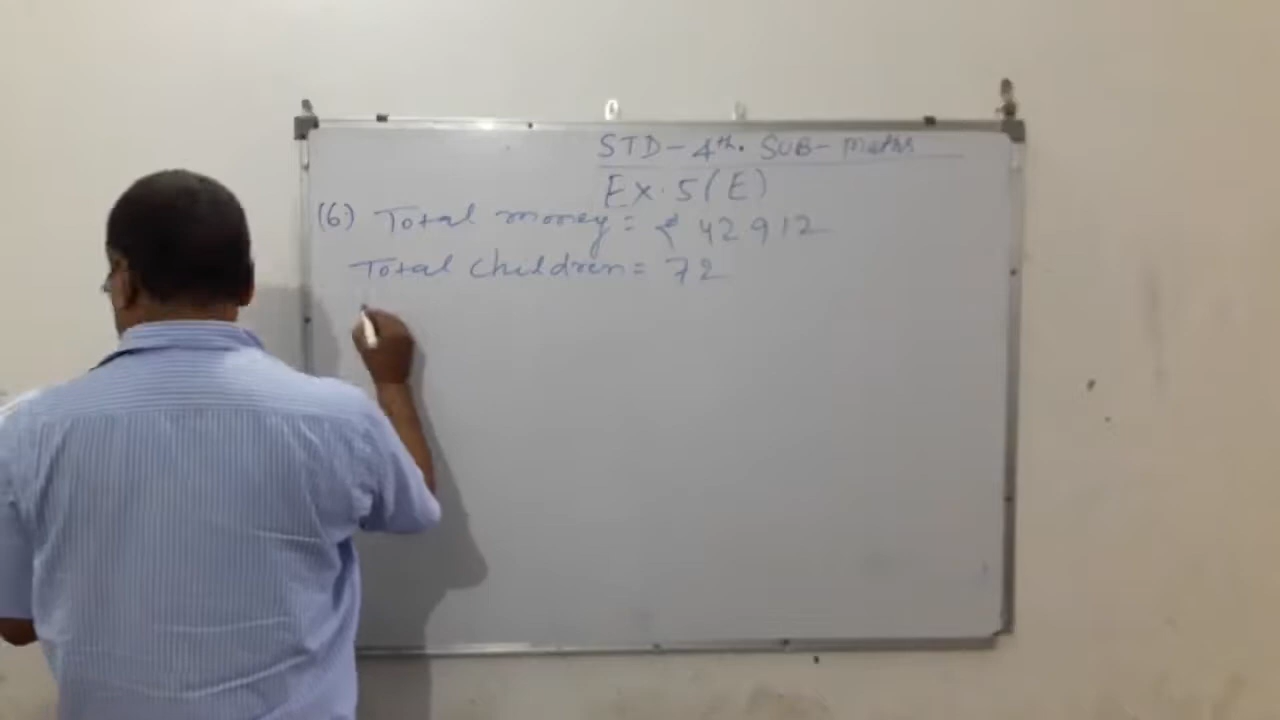 STD-4th. SUB-Maths
Ex.5(E)
(6) Total money = ₹ 42912
Total children = 72